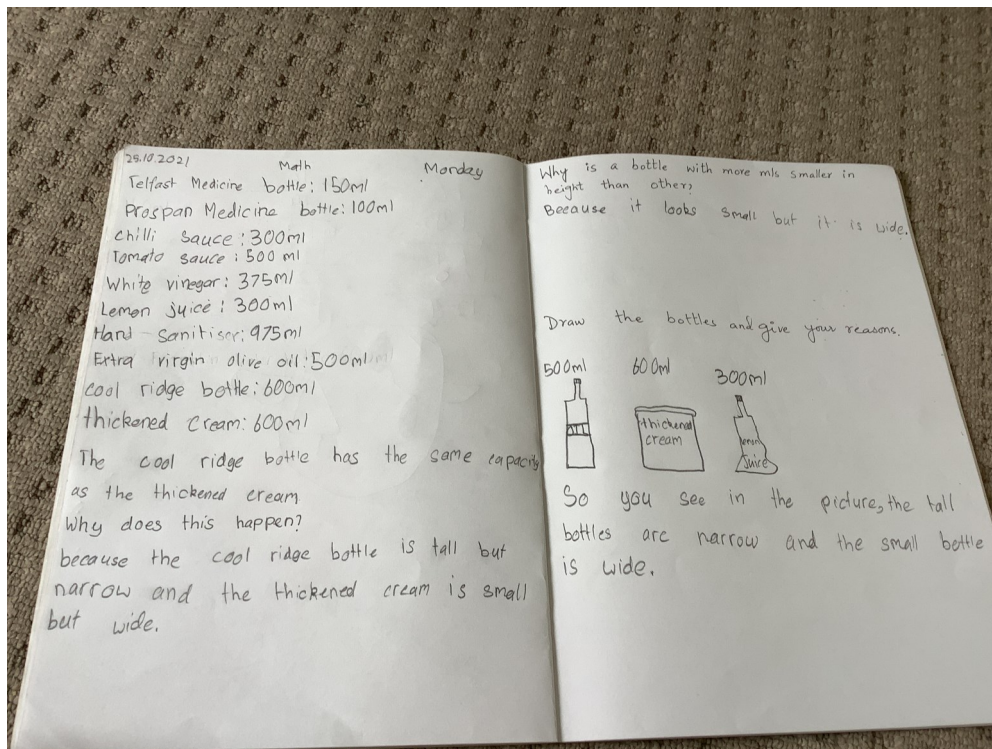 25.10.2021 Math Monday
Telfast Medicine bottle: 150ml
Prospan Medicine bottle: 100ml
chilli sauce: 300ml
Tomato sauce: 500 ml
White vinegar: 375ml
Lemon juice: 300ml
Hand Sanitiser: 975ml
Extra virgin olive oil: 500ml
cool ridge bottle: 600ml
thickened cream: 600ml
The cool ridge bottle has the same capacity
as the thickened cream
Why does this happen?
because the cool ridge bottle is tall but
narrow and the thickened cream is small
but wide.
Why is a bottle with more mls smaller in
height than other?
Because it looks small but it is wide.
Draw the bottles and give your reasons.
500ml 600ml 300ml
thickened
cream
lemon
Juice
So you see in the picture, the tall
bottles are narrow and the small bottle
is wide.